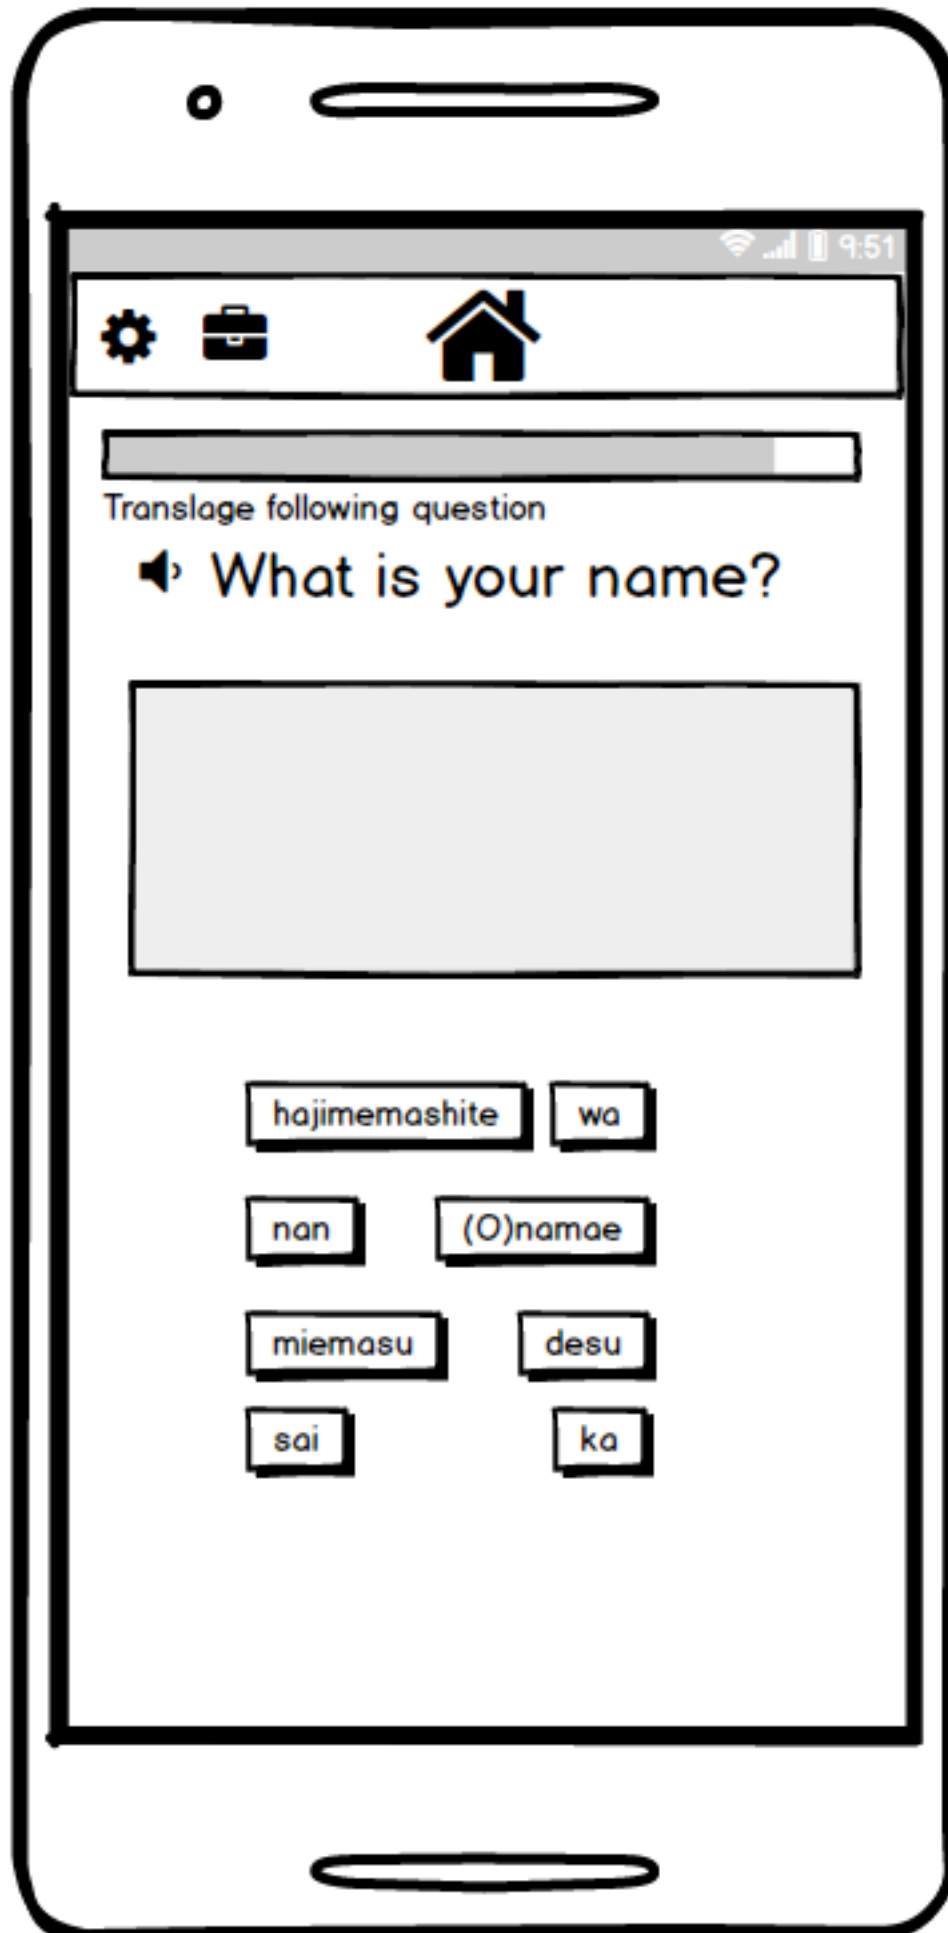 9:51
Translage following question
What is your name?
hajimemashite wa
nan (O)namae
miemasu desu
sai ka